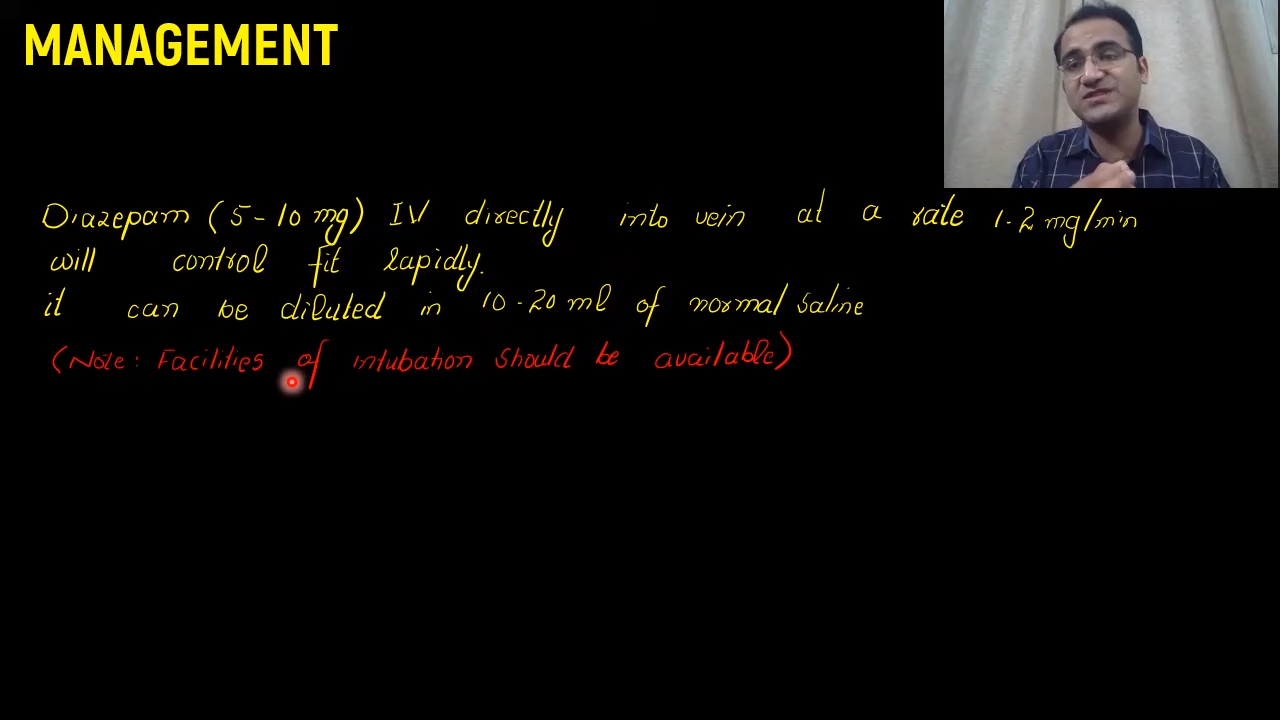 MANAGEMENT
Diazepam (5-10 mg) IV directly into vein at a rate 1-2 mg/min
will control fit rapidly.
it can be diluted in 10-20 ml of normal saline
(Note: Facilities of intubation should be available)